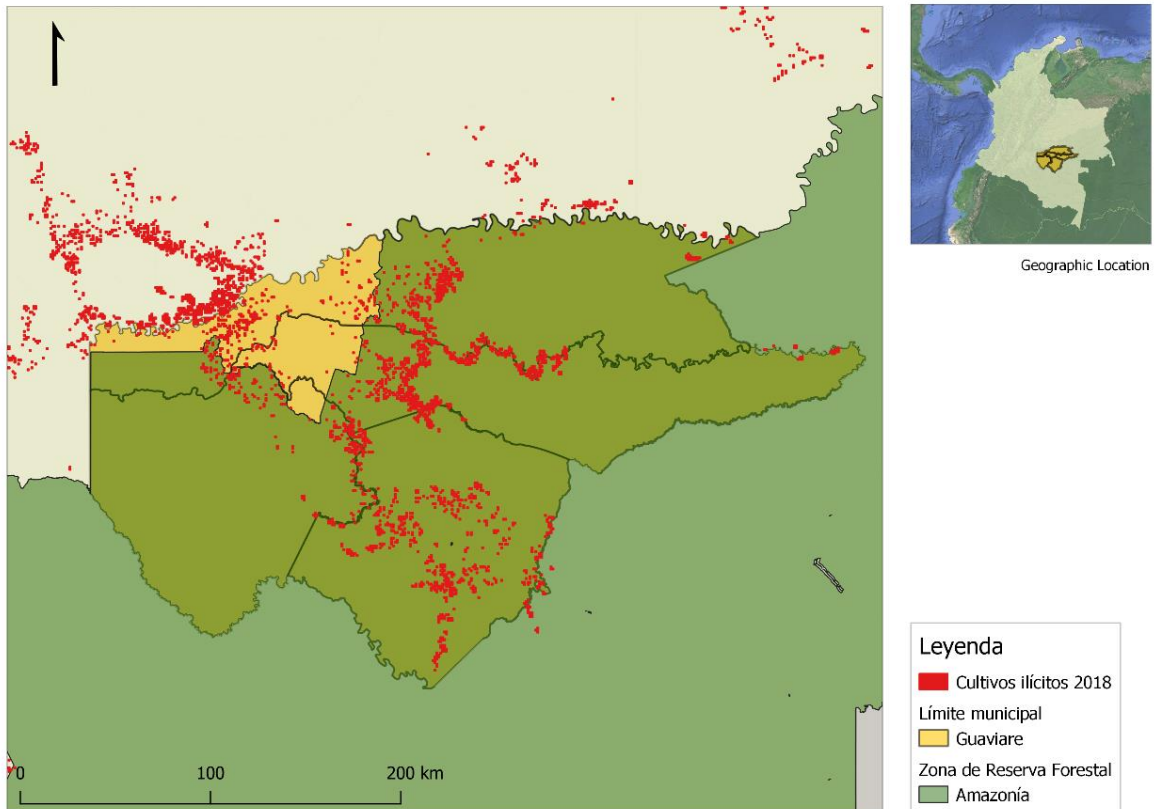 Geographic Location
Leyenda
Cultivos ilícitos 2018
Límite municipal
Guaviare
Zona de Reserva Forestal
Amazonía
0 100 200 km